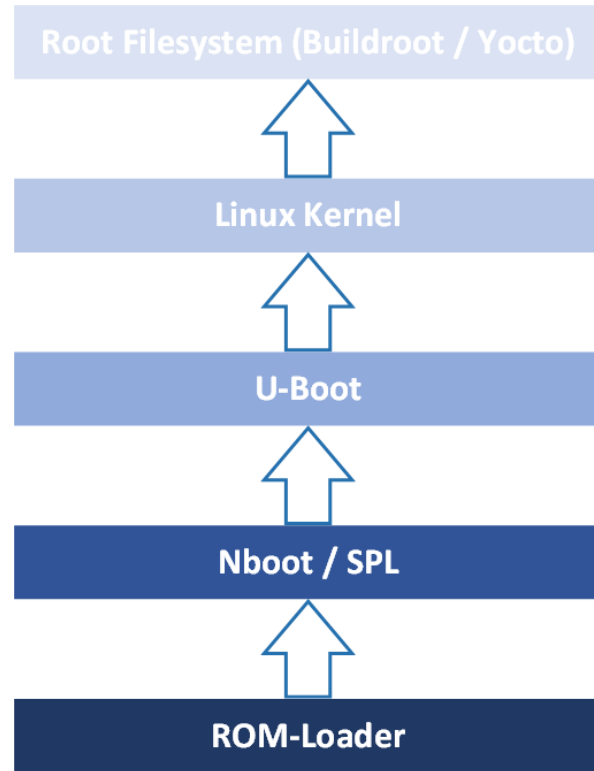 Root Filesystem (Buildroot / Yocto)
Linux Kernel
U-Boot
Nboot / SPL
ROM-Loader